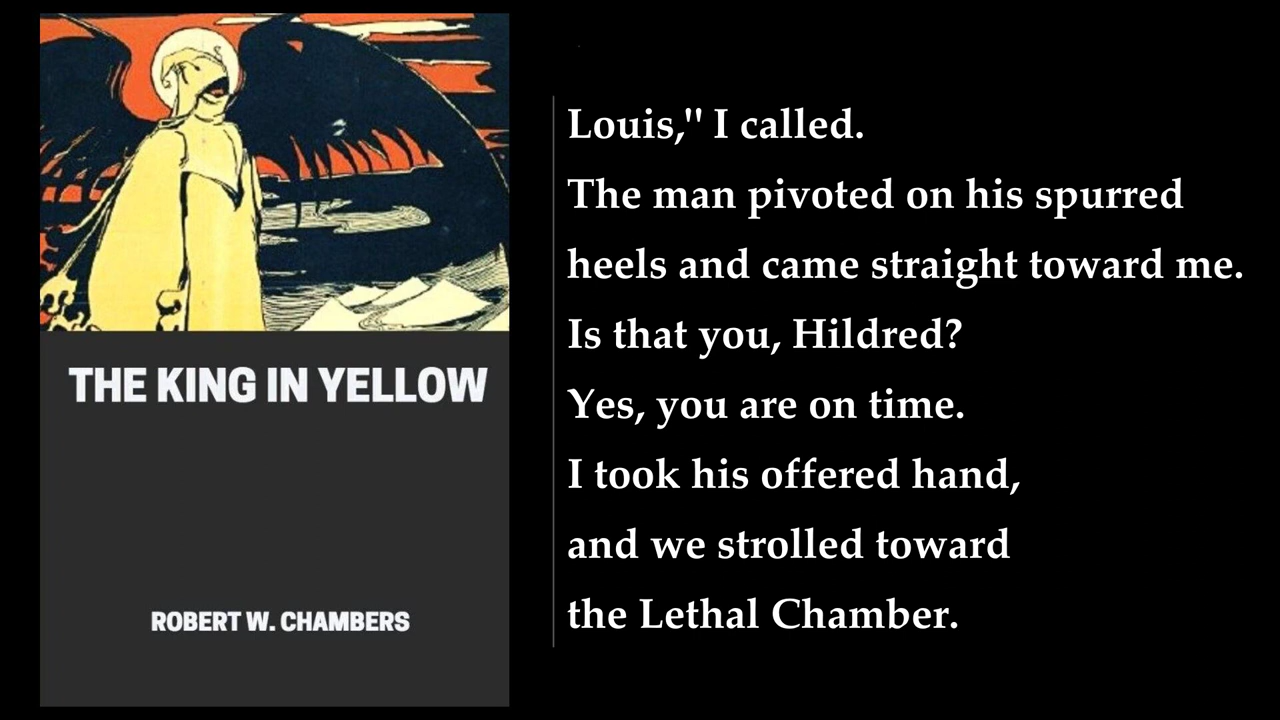 THE KING IN YELLOW
ROBERT W. CHAMBERS
Louis," I called.
The man pivoted on his spurred
heels and came straight toward me.
Is that you, Hildred?
Yes, you are on time.
I took his offered hand,
and we strolled toward
the Lethal Chamber.